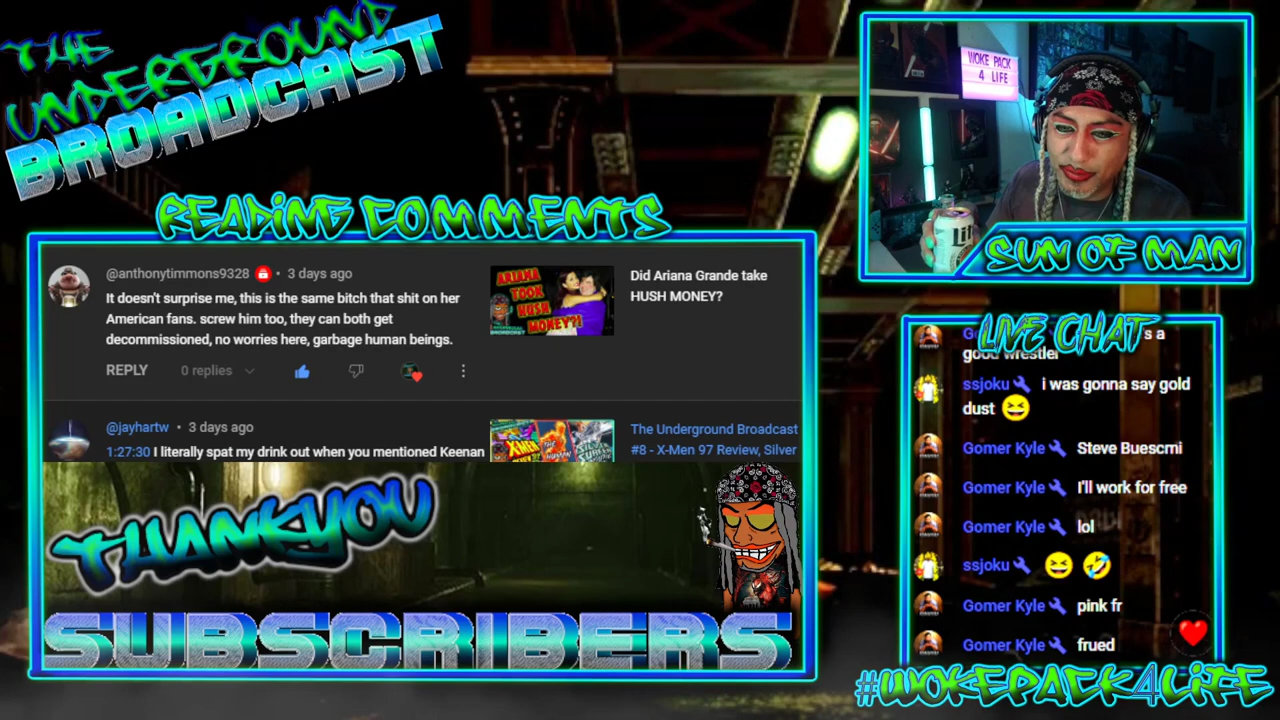 THE
UNDERGROUND
BROADCAST
READING COMMENTS
@anthonytimmons9328 • 3 days ago
It doesn't surprise me, this is the same bitch that shit on her
American fans. screw him too, they can both get
decommissioned, no worries here, garbage human beings.
REPLY 0 replies
ARIANA
TOOK
HUSH
MONEY?!
Did Ariana Grande take
HUSH MONEY?
@jayhartw • 3 days ago
1:27:30 I literally spat my drink out when you mentioned Keenan
X-MEN
The Underground Broadcast
#8 - X-Men 97 Review, Silver
THANKYOU
SUBSCRIBERS
WOKE PACK
4 LIFE
Lit
SUN OF MAN
LIVE CHAT
s a
good wrestler
ssjoku i was gonna say gold
dust 😆
Gomer Kyle Steve Buescmi
Gomer Kyle I'll work for free
Gomer Kyle lol
ssjoku 😆 🤣
Gomer Kyle pink fr
Gomer Kyle frued
#WOKEPACK4LIFE